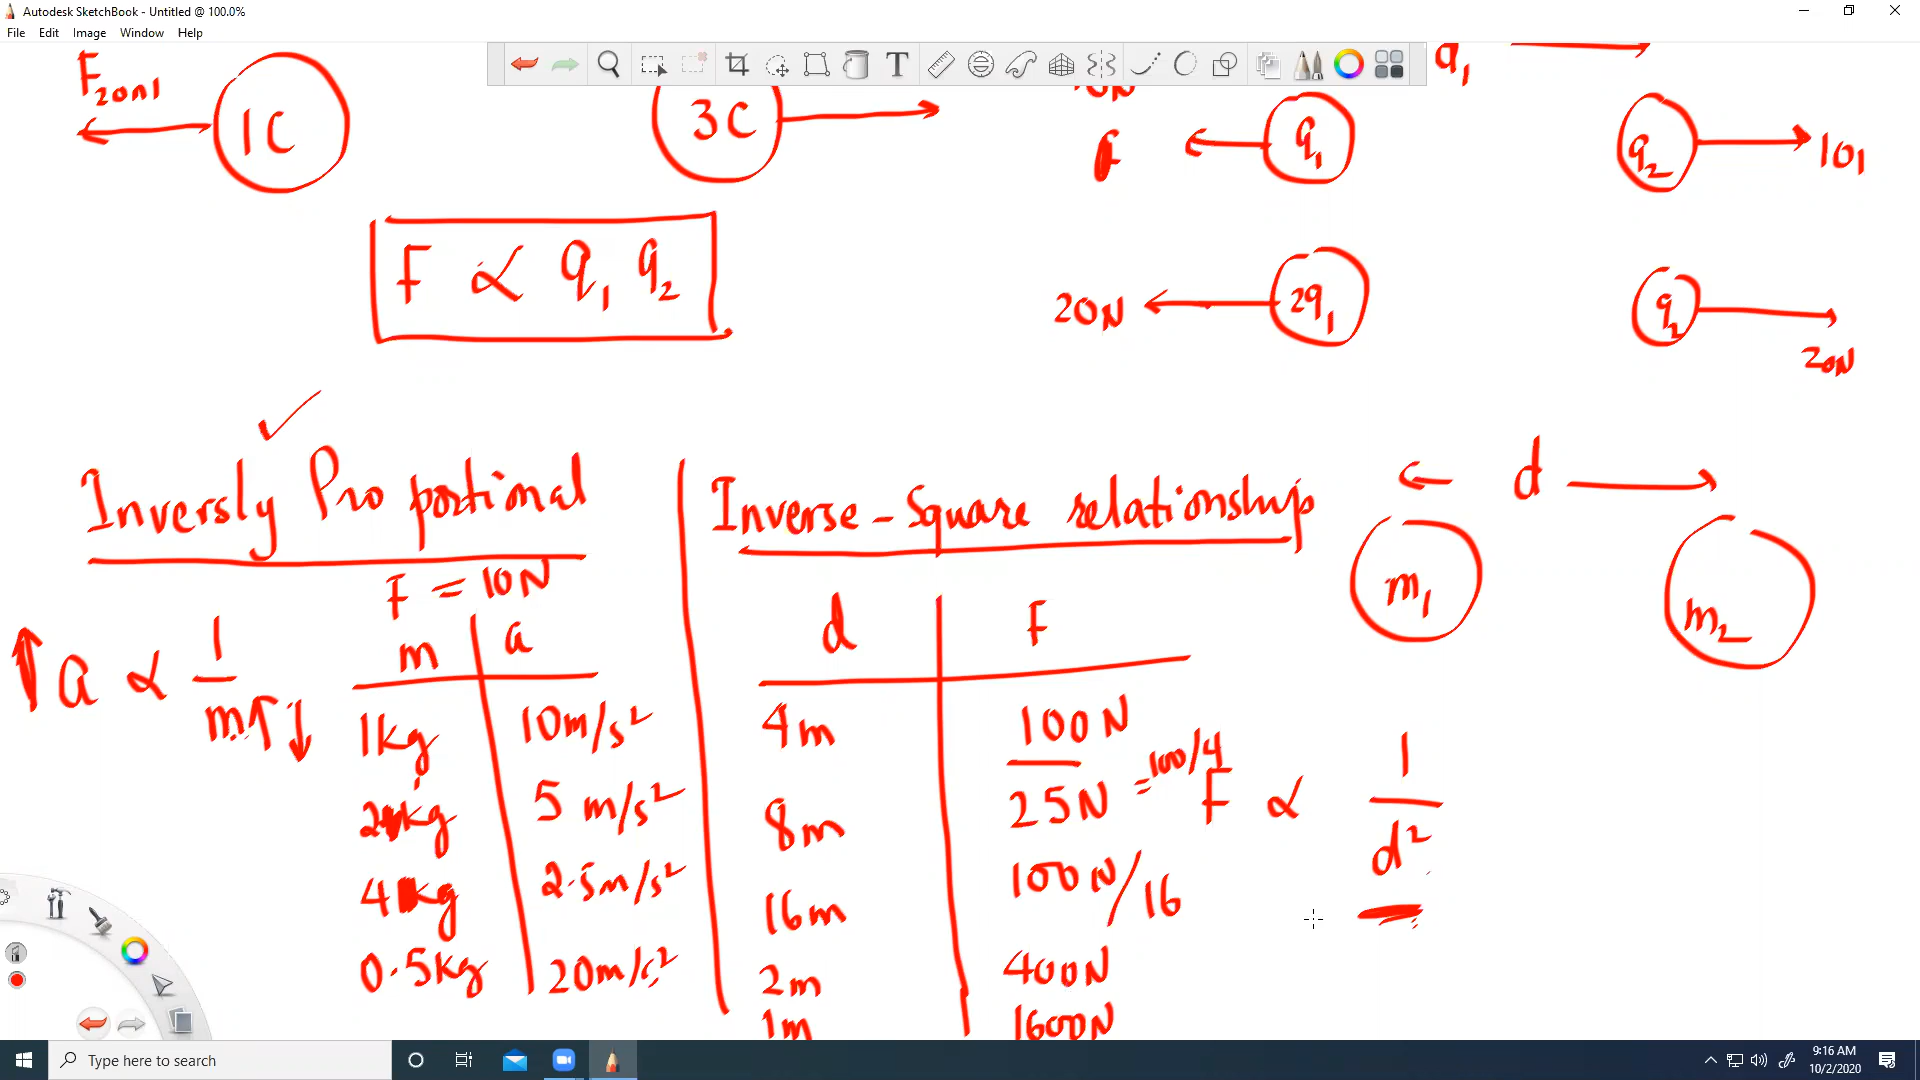 Autodesk SketchBook - Untitled @ 100.0%
File Edit Image Window Help
F2on1
1C
3C
q1
10N
F
q1
q2
101
F ∝ q1 q2
20N
2q1
q2
20N
Inversly Proportional
F = 10N
a ∝ 1/m
m a
1kg 10m/s²
2kg 5 m/s²
4kg 2.5m/s²
0.5kg 20m/s²
Inverse-Square relationship
d F
4m 100N
8m 25N =100/4
16m 100N/16
2m 400N
1m 1600N
d
m1
m2
F ∝ 1/d²
Type here to search
9:16 AM
10/2/2020